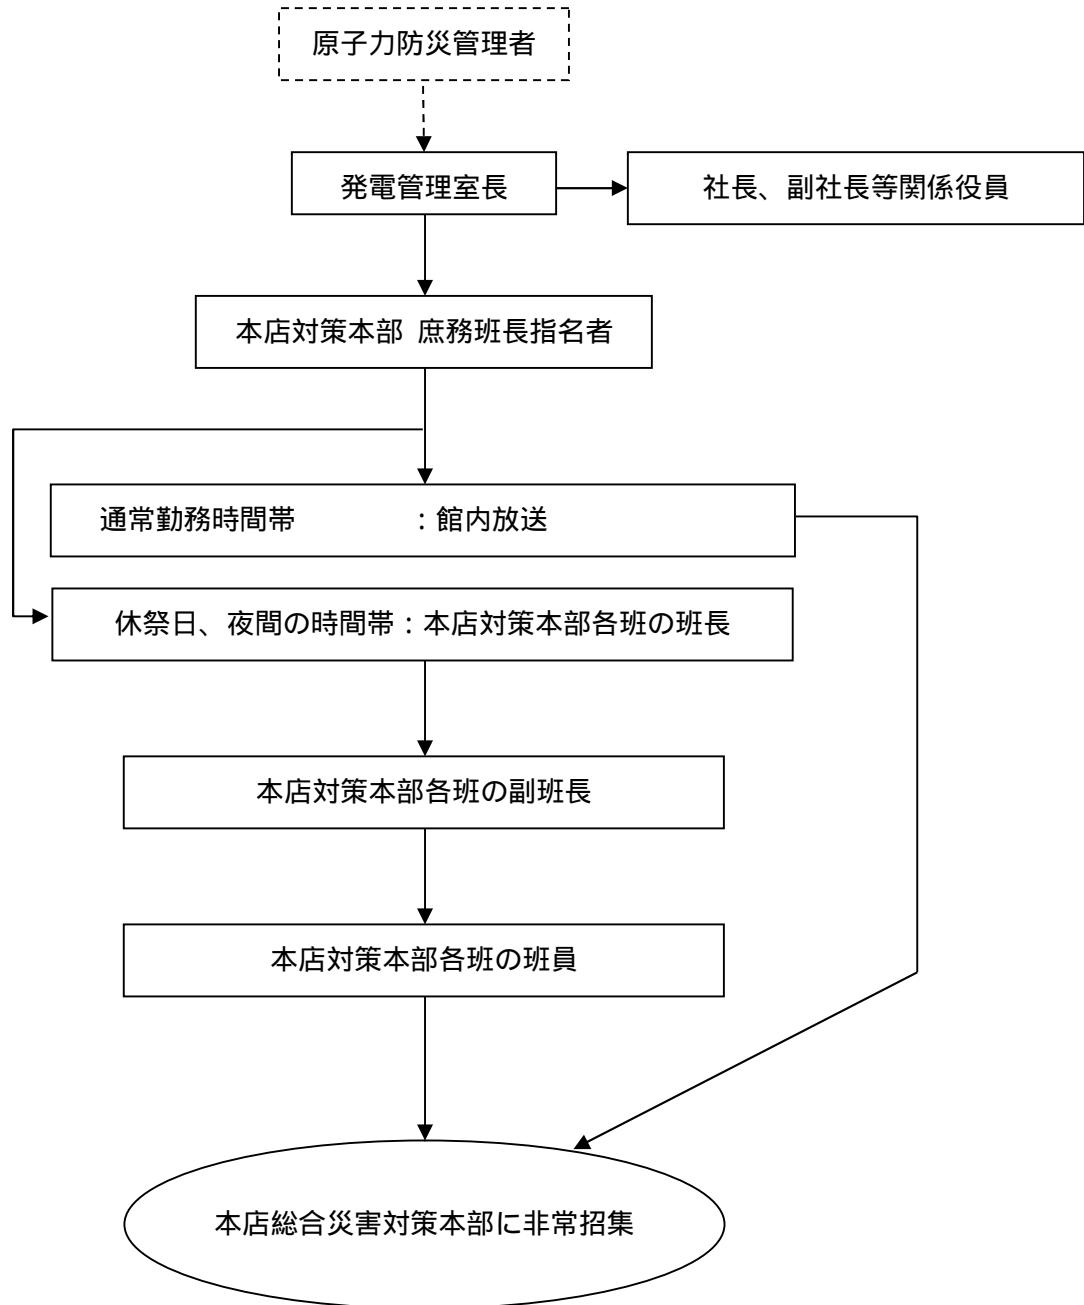 原子力防災管理者
発電管理室長
社長、副社長等関係役員
本店対策本部 庶務班長指名者
通常勤務時間帯：館内放送
休祭日、夜間の時間帯：本店対策本部各班の班長
本店対策本部各班の副班長
本店対策本部各班の班員
本店総合災害対策本部に非常招集